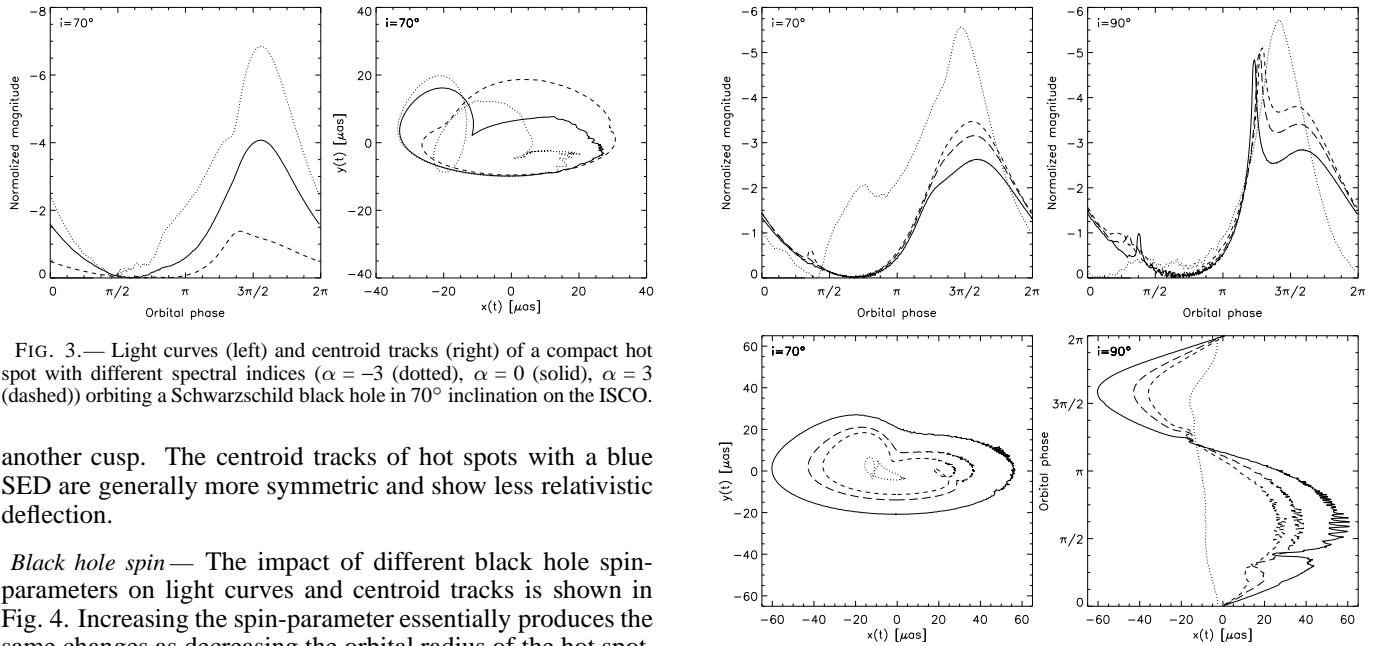 i=70°
−8
−6
−4
−2
0
Normalized magnitude
0 π/2 π 3π/2 2π
Orbital phase
i=70°
40
20
0
−20
−40
y(t) [μas]
−40 −20 0 20 40
x(t) [μas]
FIG. 3.— Light curves (left) and centroid tracks (right) of a compact hot
spot with different spectral indices (α = −3 (dotted), α = 0 (solid), α = 3
(dashed)) orbiting a Schwarzschild black hole in 70° inclination on the ISCO.
another cusp. The centroid tracks of hot spots with a blue
SED are generally more symmetric and show less relativistic
deflection.
Black hole spin— The impact of different black hole spin-
parameters on light curves and centroid tracks is shown in
Fig. 4. Increasing the spin-parameter essentially produces the
same changes as decreasing the orbital radius of the hot spot.
i=70°
−6
−5
−4
−3
−2
−1
0
Normalized magnitude
0 π/2 π 3π/2 2π
Orbital phase
i=90°
−6
−5
−4
−3
−2
−1
0
Normalized magnitude
0 π/2 π 3π/2 2π
Orbital phase
i=70°
60
40
20
0
−20
−40
−60
y(t) [μas]
−60 −40 −20 0 20 40 60
x(t) [μas]
i=90°
2π
3π/2
π
π/2
0
Orbital phase
−60 −40 −20 0 20 40 60
x(t) [μas]